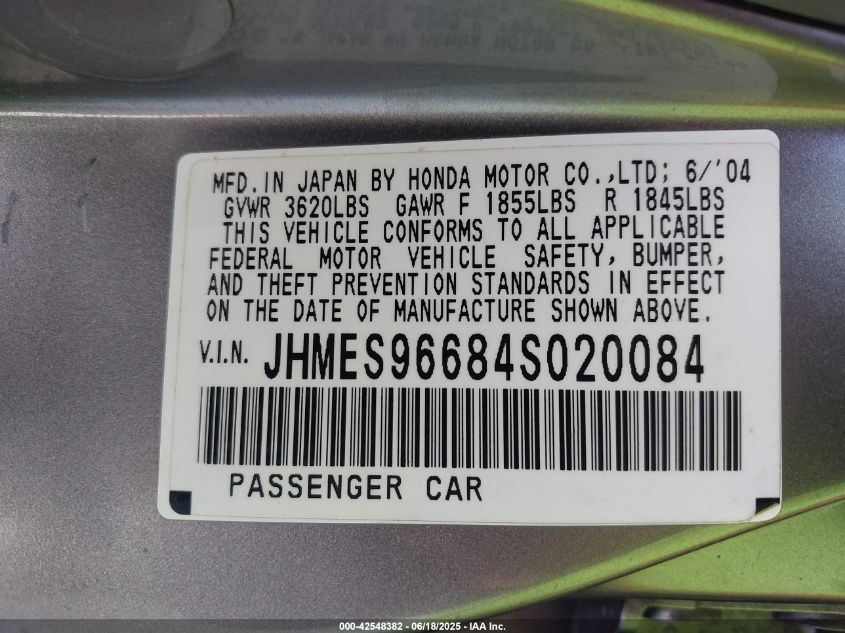 MFD. IN JAPAN BY HONDA MOTOR CO.,LTD; 6/'04
GVWR 3620LBS GAWR F 1855LBS R 1845LBS
THIS VEHICLE CONFORMS TO ALL APPLICABLE
FEDERAL MOTOR VEHICLE SAFETY, BUMPER,
AND THEFT PREVENTION STANDARDS IN EFFECT
ON THE DATE OF MANUFACTURE SHOWN ABOVE.
V.I.N. JHMES96684S020084
PASSENGER CAR
000-42548382 - 06/18/2025 - IAA Inc.